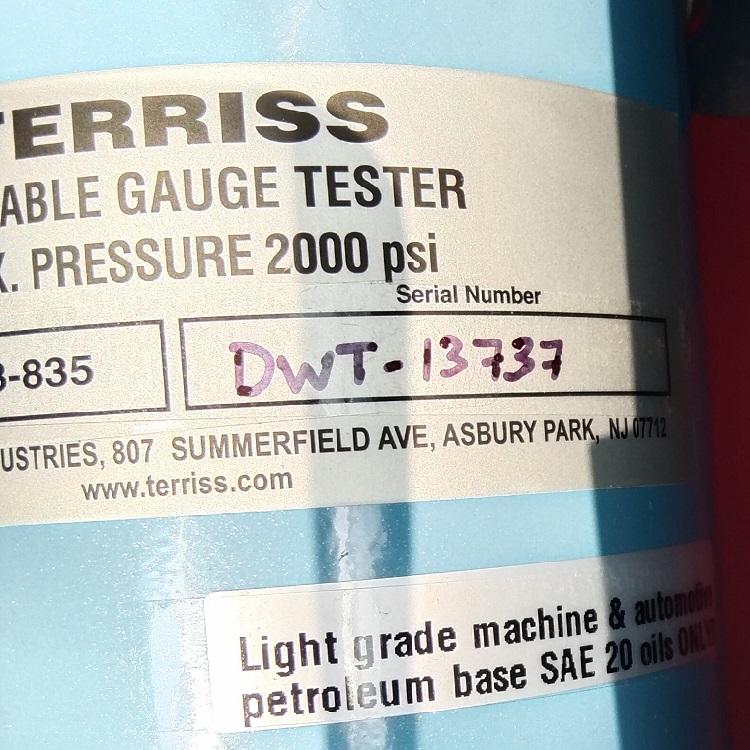 TERRISS
ABLE GAUGE TESTER
X. PRESSURE 2000 psi
Serial Number
3-835 DWT-13737
USTRIES, 807 SUMMERFIELD AVE, ASBURY PARK, NJ 07712
www.terriss.com
Light grade machine & automotive
petroleum base SAE 20 oils ONLY